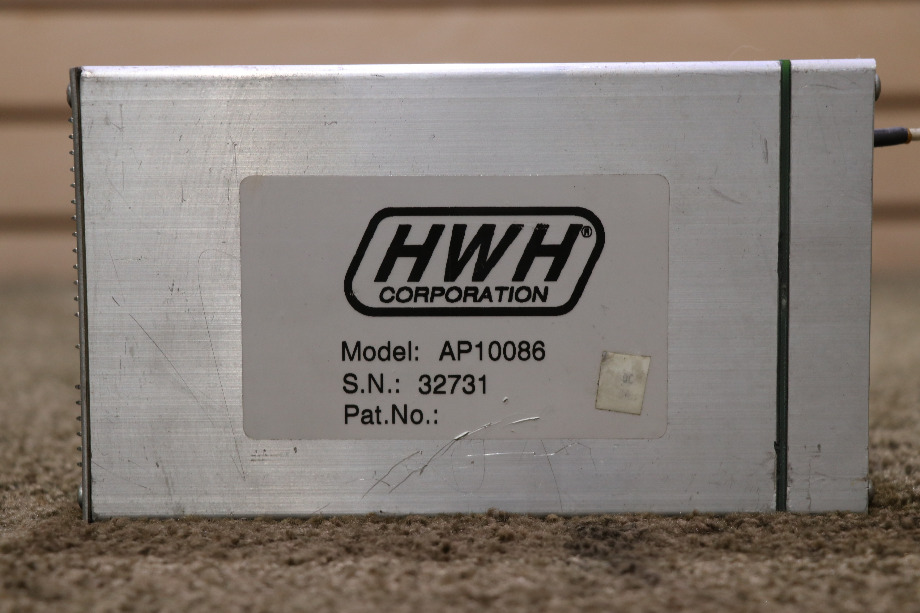 HWH®
CORPORATION
Model: AP10086
S.N.: 32731
Pat.No.: